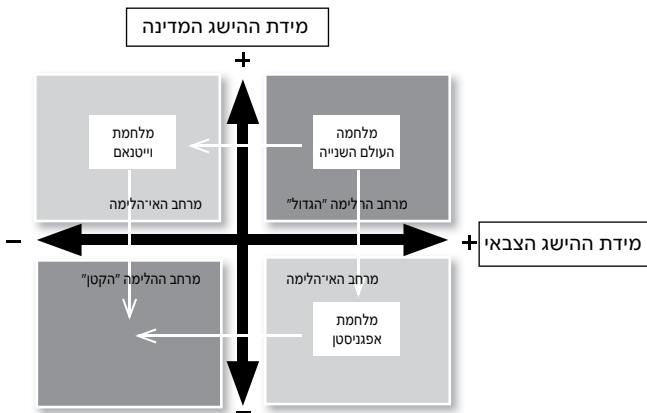 מידת ההישג המדינה
+
מלחמה
העולם השנייה
מלחמת
וייטנאם
מרחב ההלימה "הגדול"
מרחב האי־הלימה
+ מידת ההישג הצבאי
–
מרחב האי־הלימה
מרחב ההלימה "הקטן"
מלחמת
אפגניסטן
–